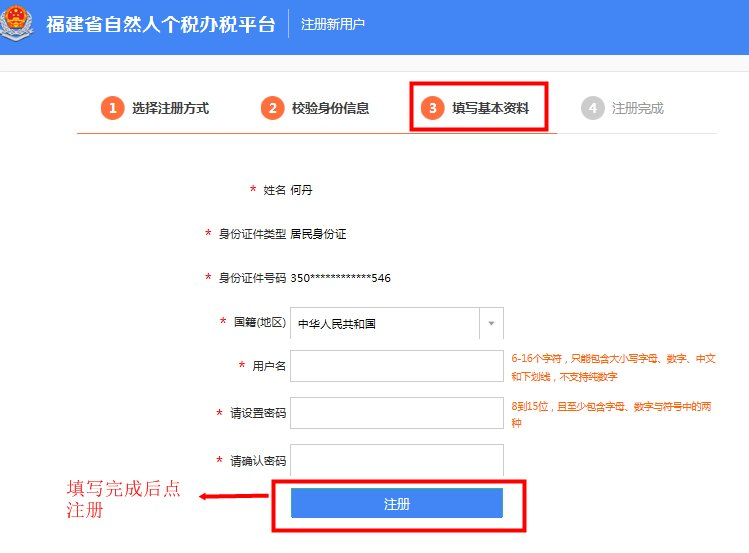 福建省自然人个税办税平台 注册新用户
1 选择注册方式 2 校验身份信息 3 填写基本资料 4 注册完成
* 姓名 何丹
* 身份证件类型 居民身份证
* 身份证件号码 350************546
* 国籍(地区) 中华人民共和国
* 用户名
6-16个字符，只能包含大小写字母、数字、中文
和下划线，不支持纯数字
* 请设置密码
8到15位，且至少包含字母、数字与符号中的两
种
* 请确认密码
填写完成后点
注册
注册